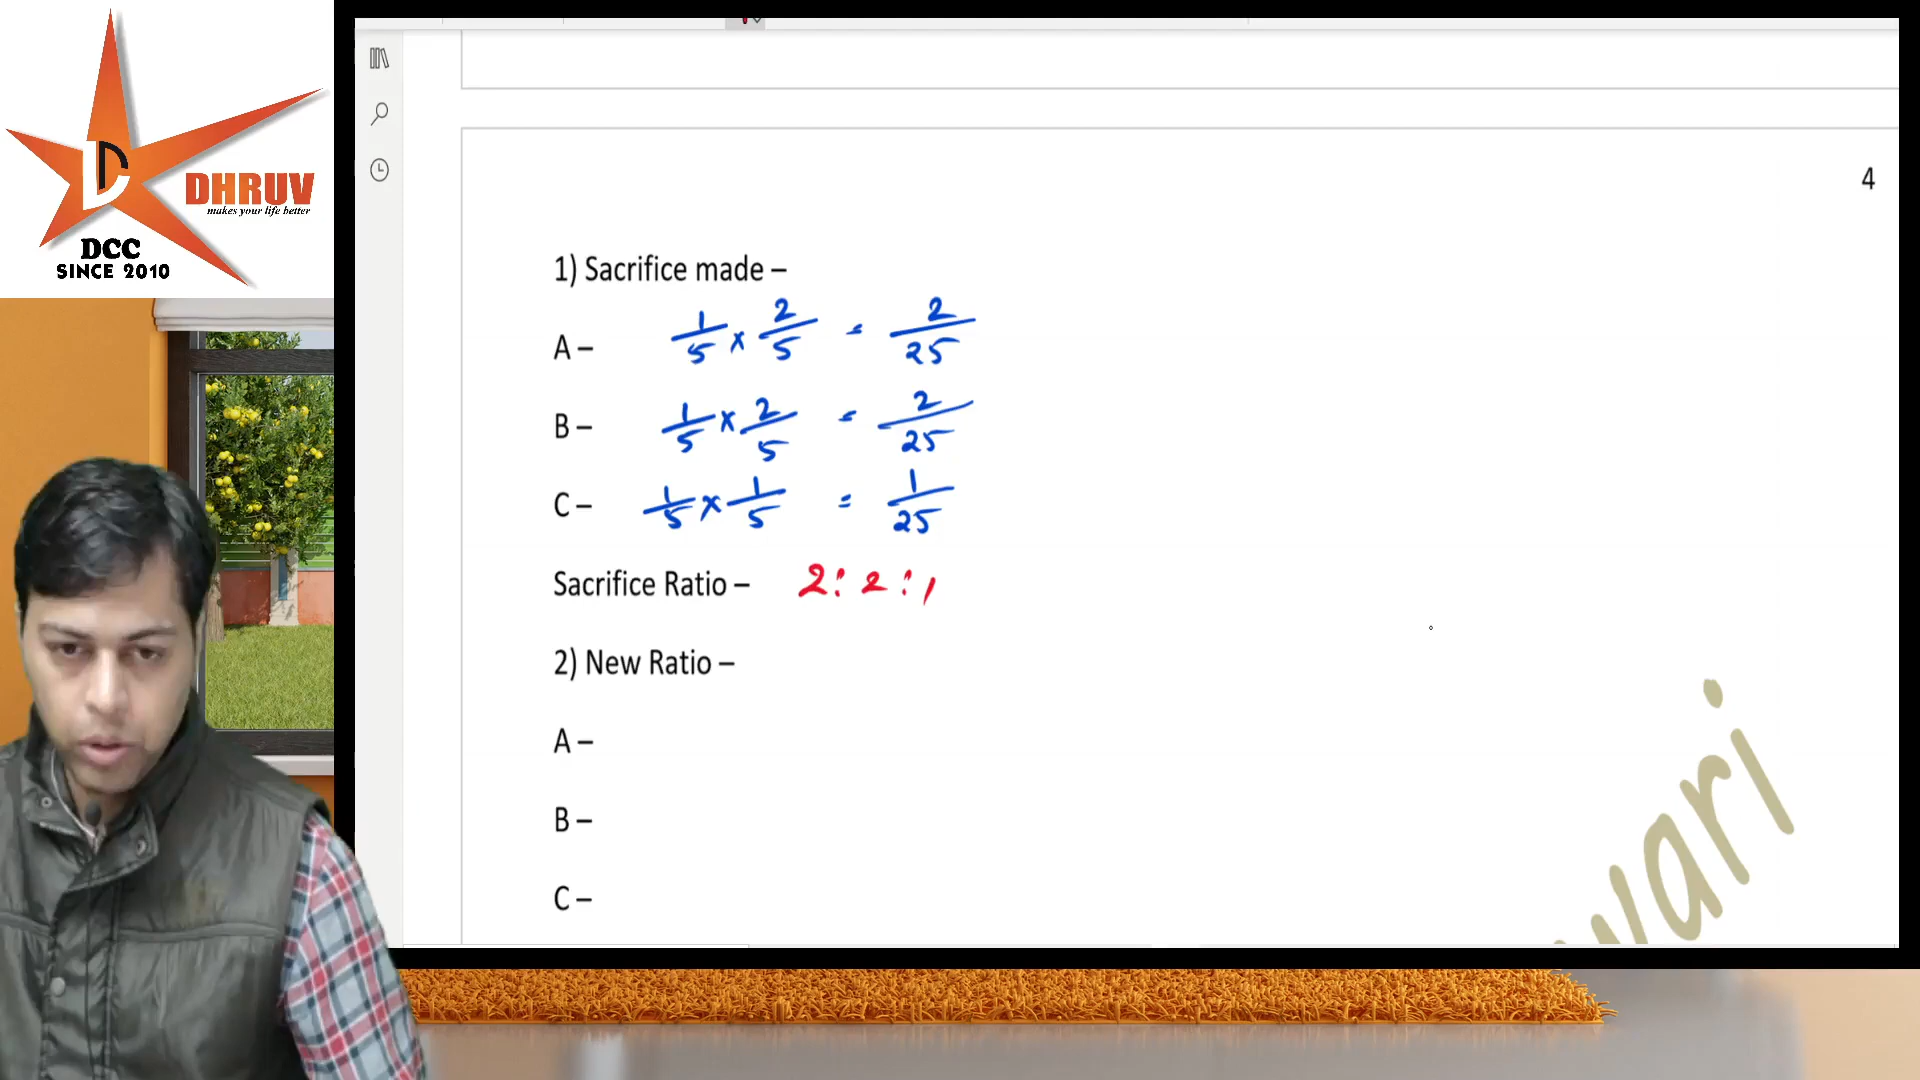 DHRUV
makes your life better
DCC
SINCE 2010
4
1) Sacrifice made –
A – 1/5 × 2/5 = 2/25
B – 1/5 × 2/5 = 2/25
C – 1/5 × 1/5 = 1/25
Sacrifice Ratio – 2 : 2 : 1
2) New Ratio –
A –
B –
C –
wari